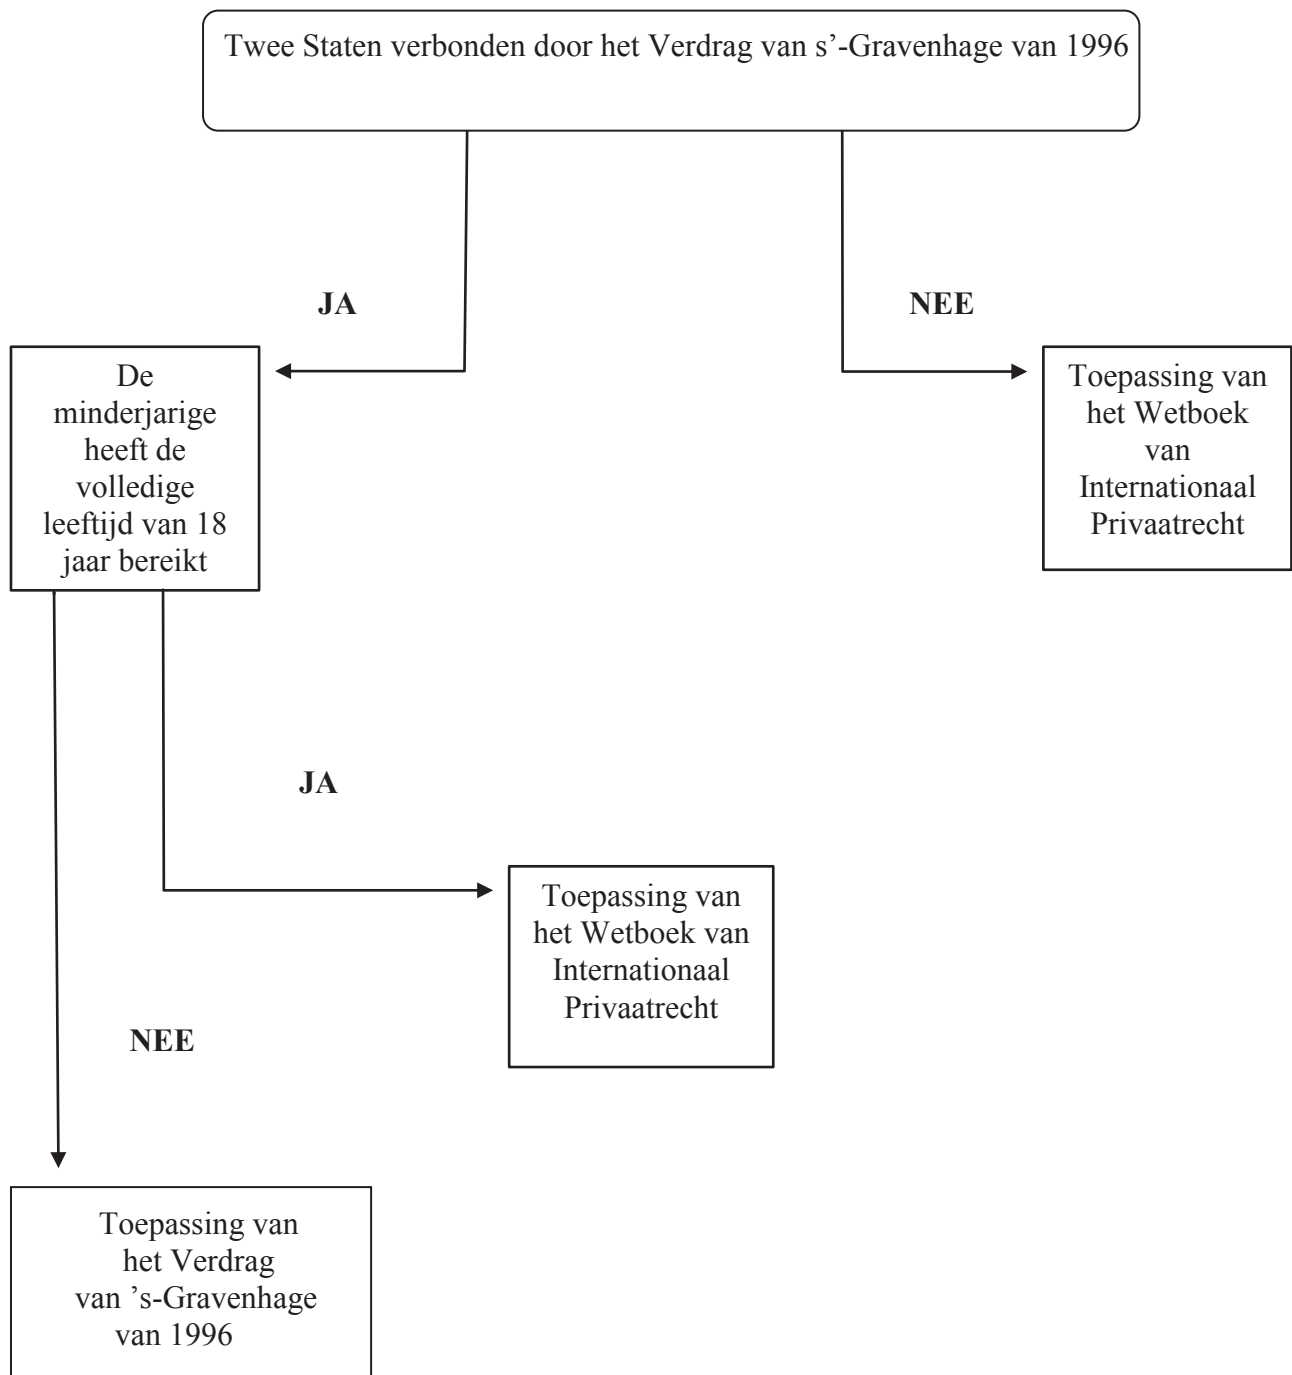 Twee Staten verbonden door het Verdrag van s’-Gravenhage van 1996
JA
NEE
De
minderjarige
heeft de
volledige
leeftijd van 18
jaar bereikt
Toepassing van
het Wetboek
van
Internationaal
Privaatrecht
JA
Toepassing van
het Wetboek van
Internationaal
Privaatrecht
NEE
Toepassing van
het Verdrag
van ’s-Gravenhage
van 1996